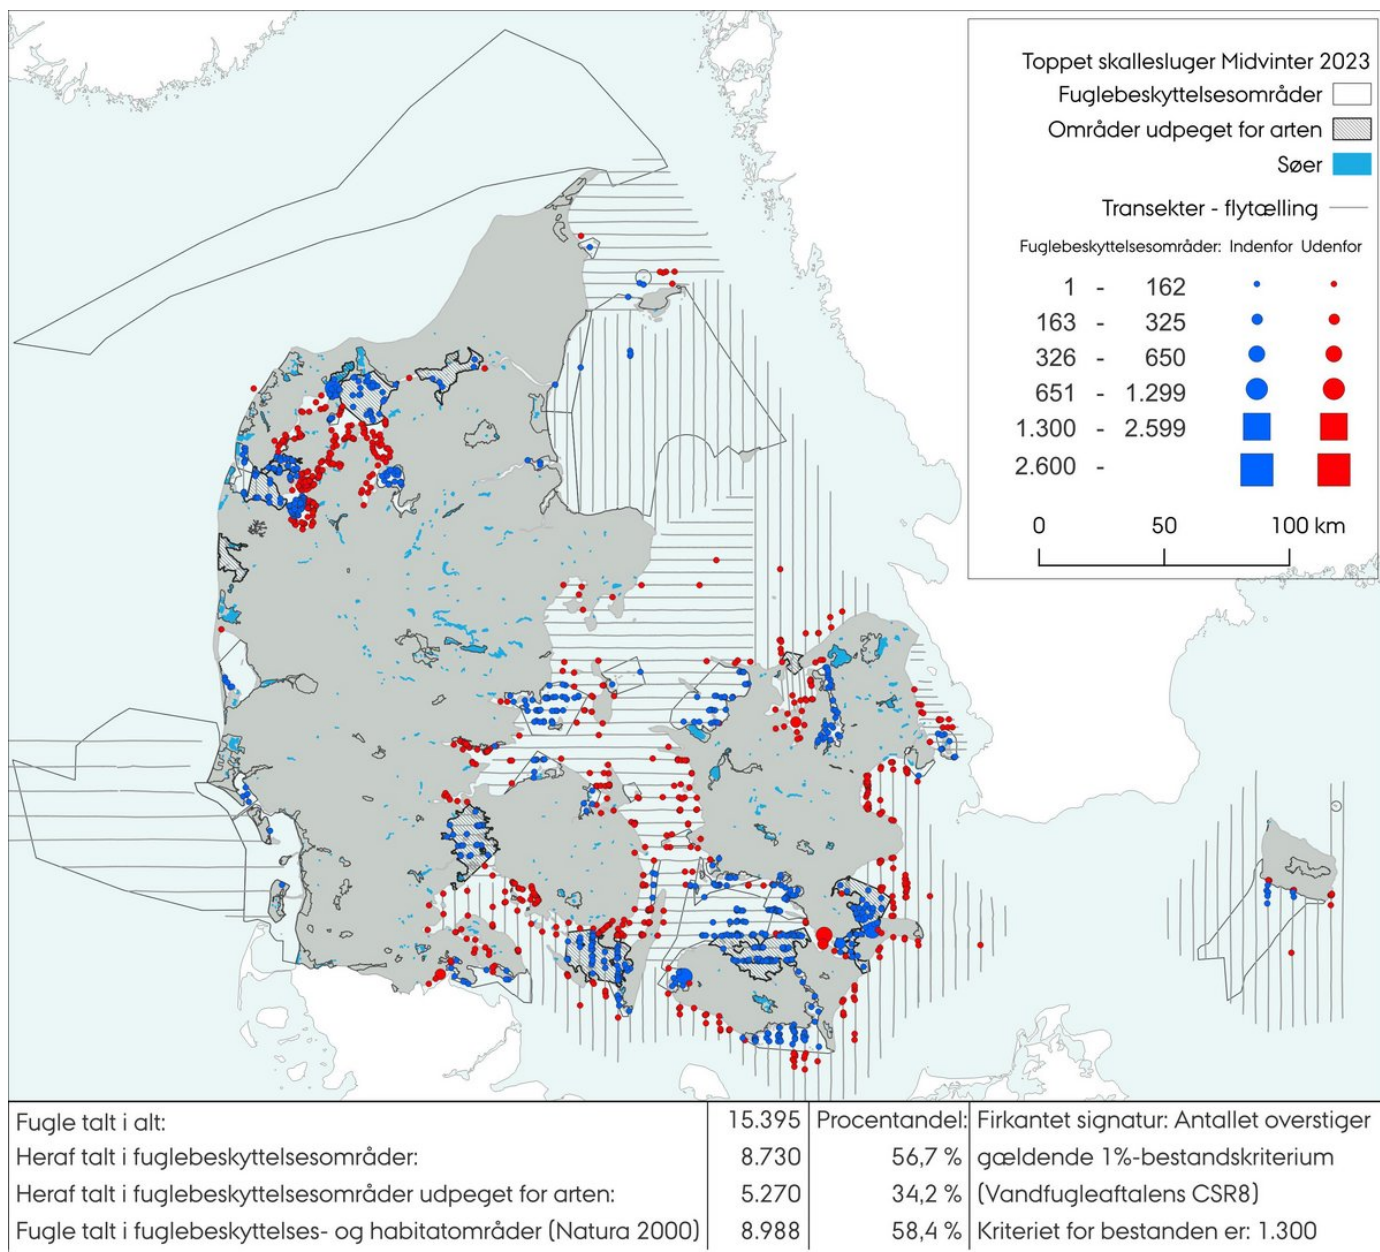 Toppet skallesluger Midvinter 2023
Fuglebeskyttelsesområder
Områder udpeget for arten
Søer
Transekter - flytælling
Fuglebeskyttelsesområder: Indenfor Udenfor
1 - 162
163 - 325
326 - 650
651 - 1.299
1.300 - 2.599
2.600 -
0 50 100 km
Fugle talt i alt: 15.395 Procentandel: Firkantet signatur: Antallet overstiger
Heraf talt i fuglebeskyttelsesområder: 8.730 56,7 % gældende 1%-bestandskriterium
Heraf talt i fuglebeskyttelsesområder udpeget for arten: 5.270 34,2 % (Vandfugleaftalens CSR8)
Fugle talt i fuglebeskyttelses- og habitatområder (Natura 2000) 8.988 58,4 % Kriteriet for bestanden er: 1.300